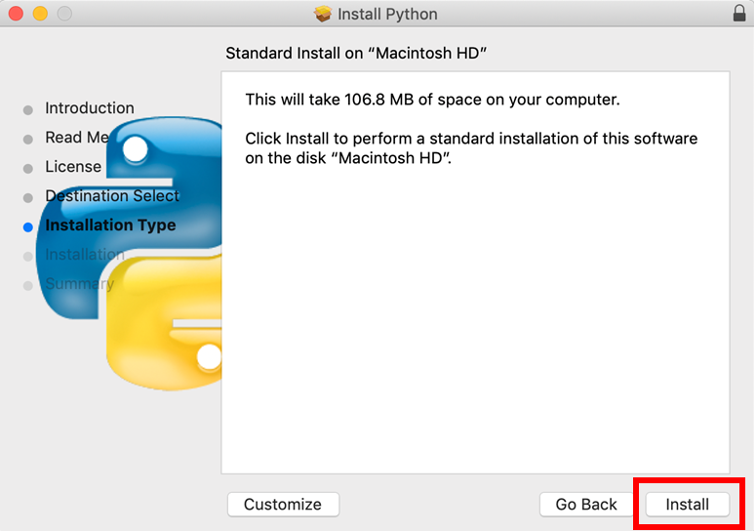 Install Python
Standard Install on “Macintosh HD”
Introduction
Read Me
License
Destination Select
Installation Type
Installation
Summary
This will take 106.8 MB of space on your computer.
Click Install to perform a standard installation of this software
on the disk “Macintosh HD”.
Customize
Go Back
Install